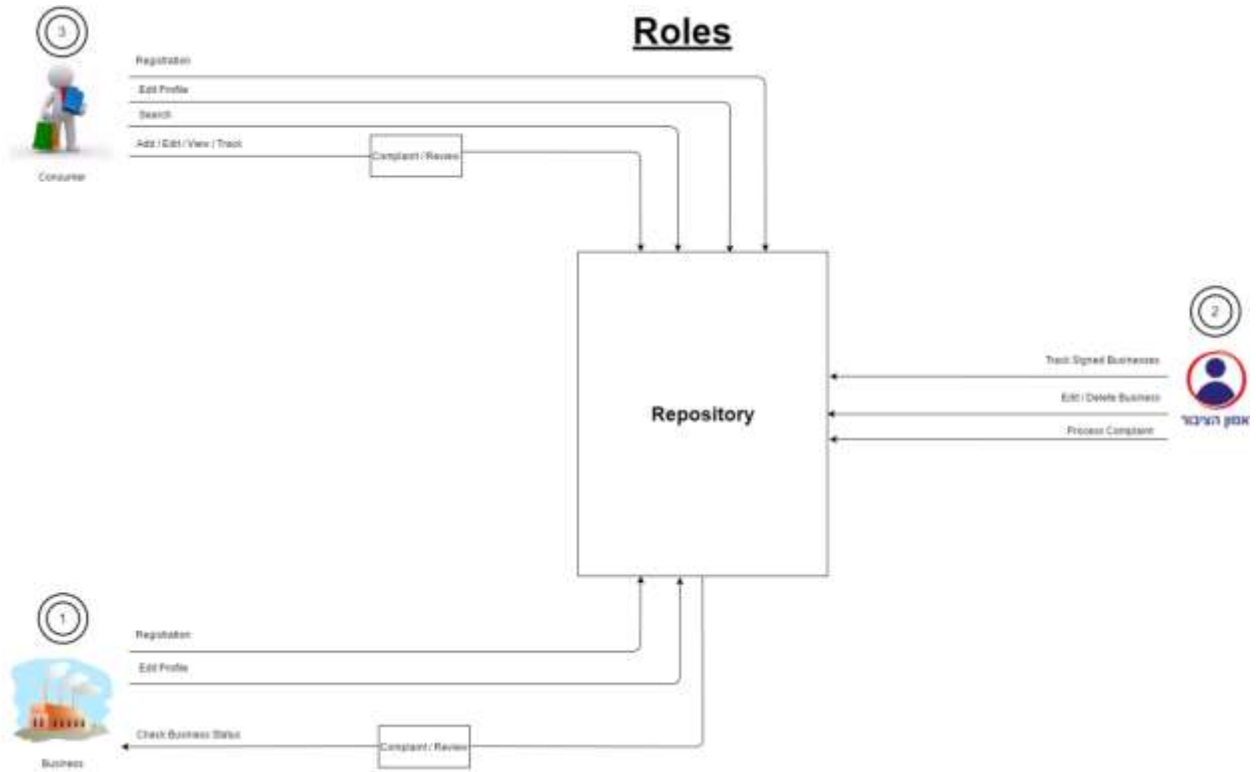 Roles
3
Registration
Edit Profile
Search
Add / Edit / View / Track
Complaint / Review
Consumer
2
Track Signed Businesses
Edit / Delete Business
Process Complaint
אמון הציבור
Repository
1
Registration
Edit Profile
Check Business Status
Complaint / Review
Business